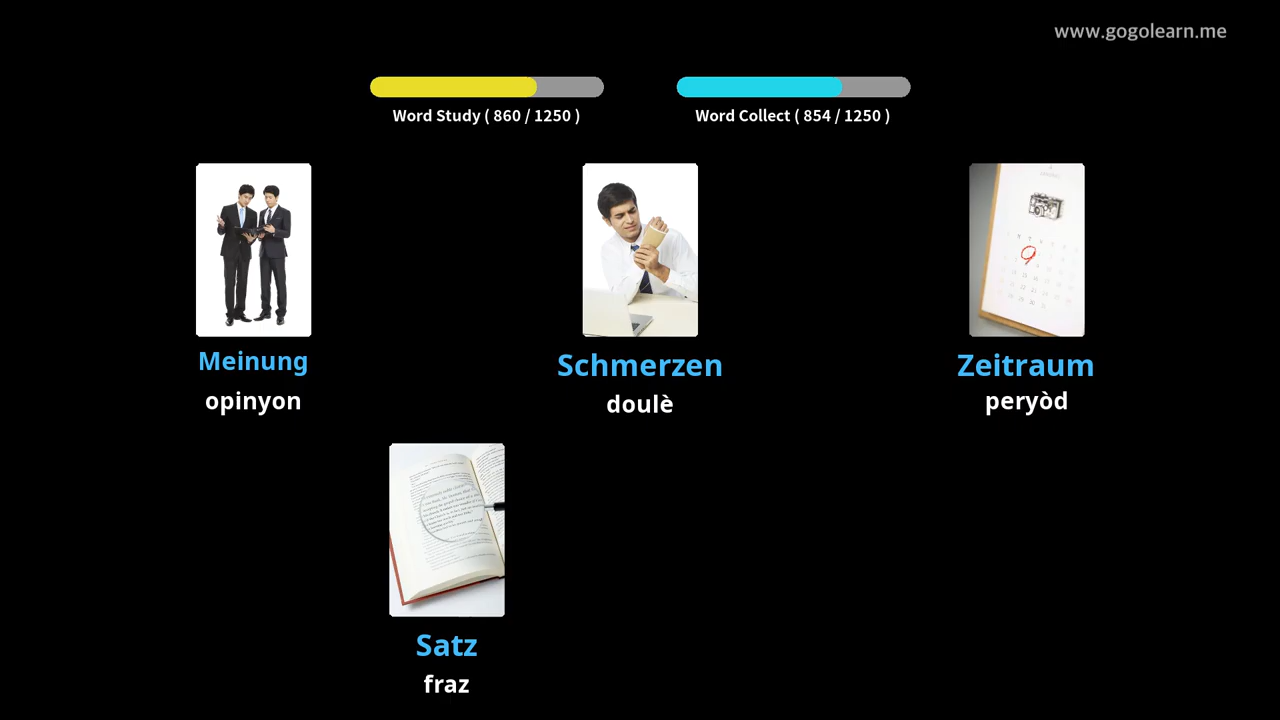 www.gogolearn.me
Word Study ( 860 / 1250 )
Word Collect ( 854 / 1250 )
Meinung
opinyon
Schmerzen
doulè
Zeitraum
peryòd
Satz
fraz